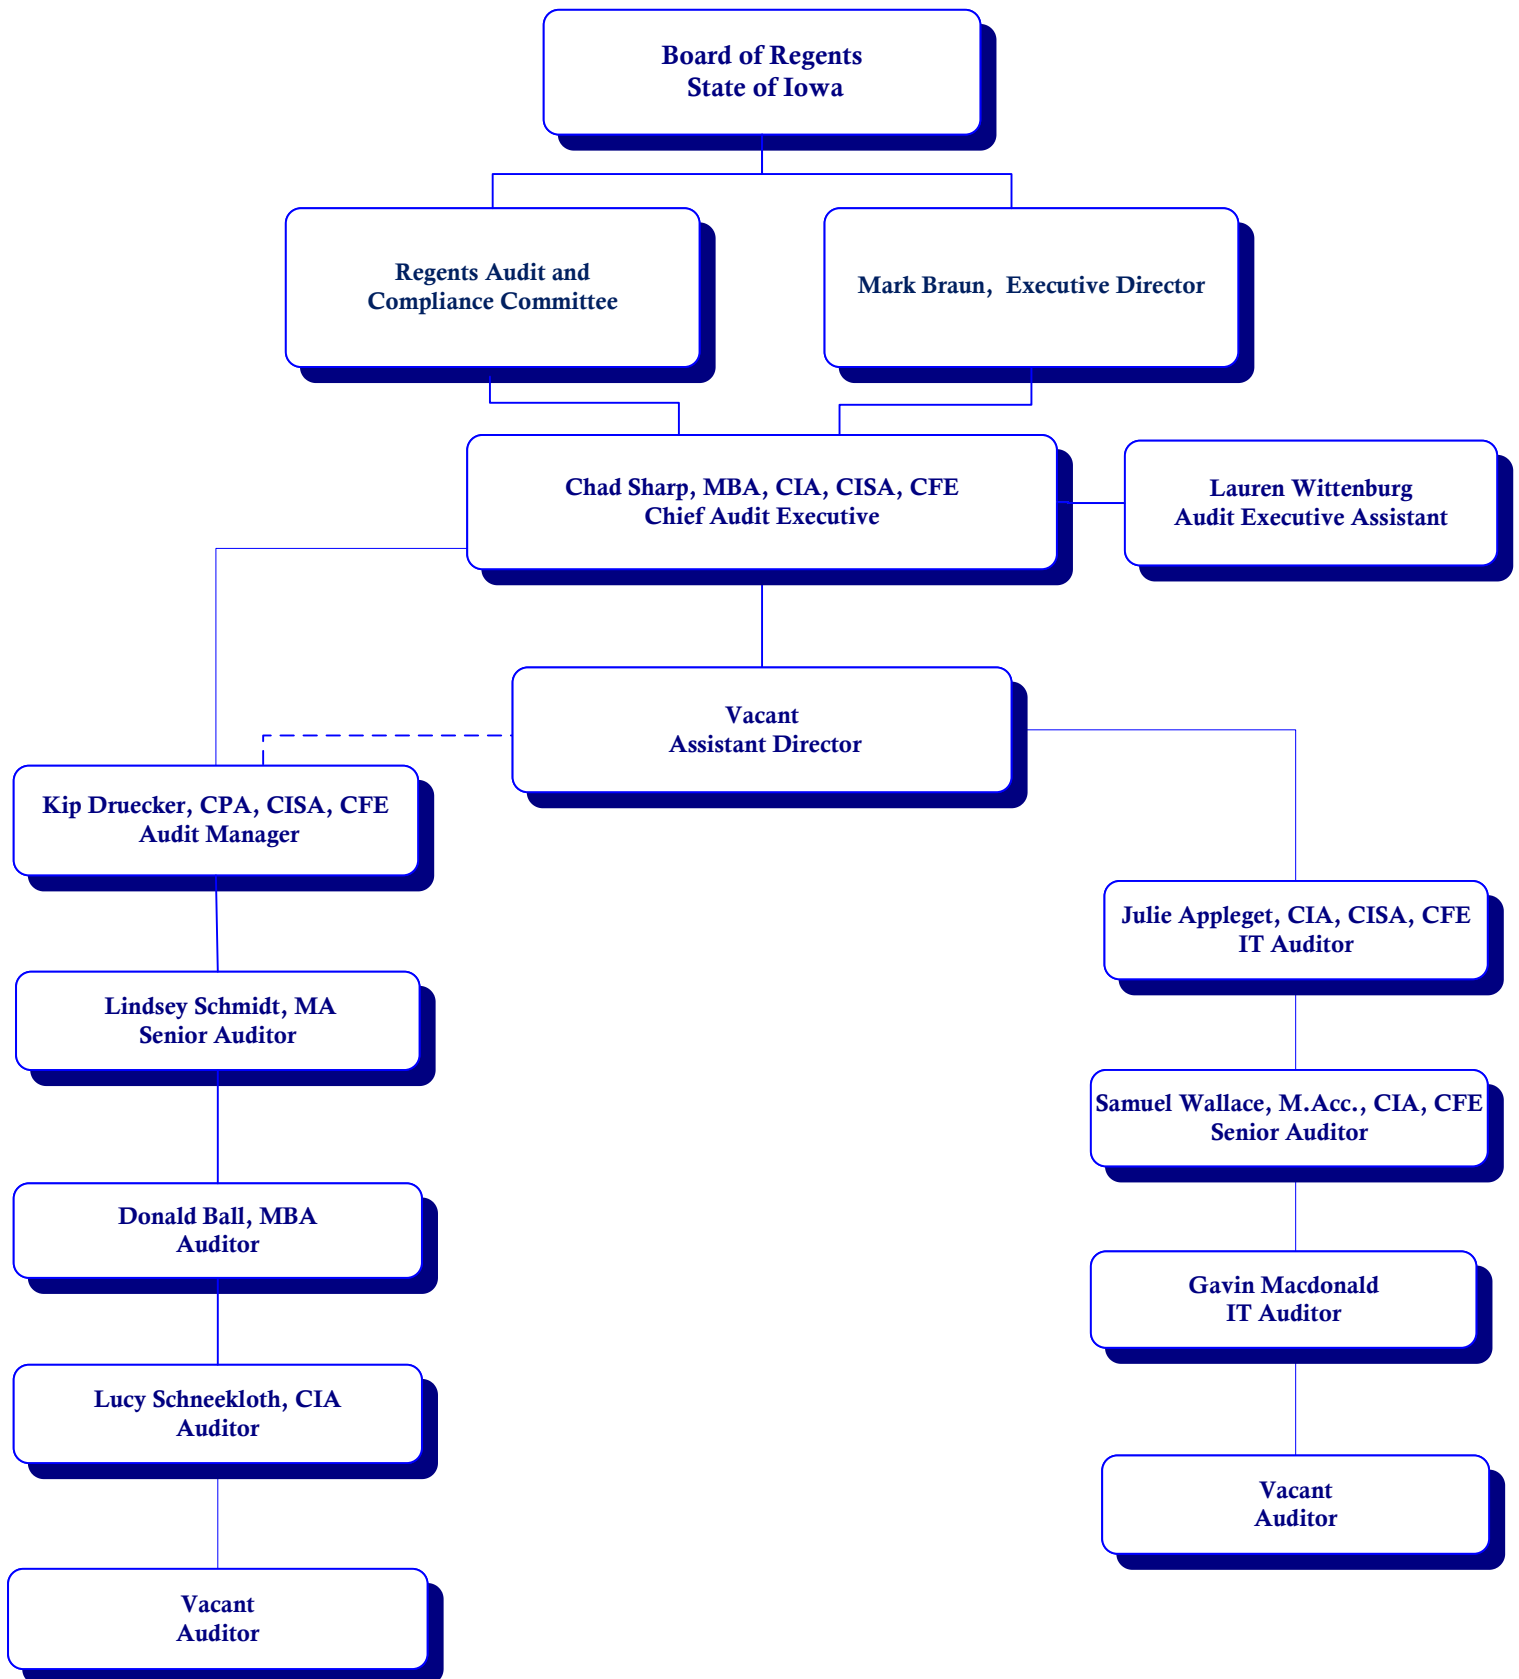 Board of Regents
State of Iowa
Regents Audit and
Compliance Committee
Mark Braun,  Executive Director
Chad Sharp, MBA, CIA, CISA, CFE
Chief Audit Executive
Lauren Wittenburg
Audit Executive Assistant
Vacant
Assistant Director
Kip Druecker, CPA, CISA, CFE
Audit Manager
Julie Appleget, CIA, CISA, CFE
IT Auditor
Lindsey Schmidt, MA
Senior Auditor
Samuel Wallace, M.Acc., CIA, CFE
Senior Auditor
Donald Ball, MBA
Auditor
Gavin Macdonald
IT Auditor
Lucy Schneekloth, CIA
Auditor
Vacant
Auditor
Vacant
Auditor